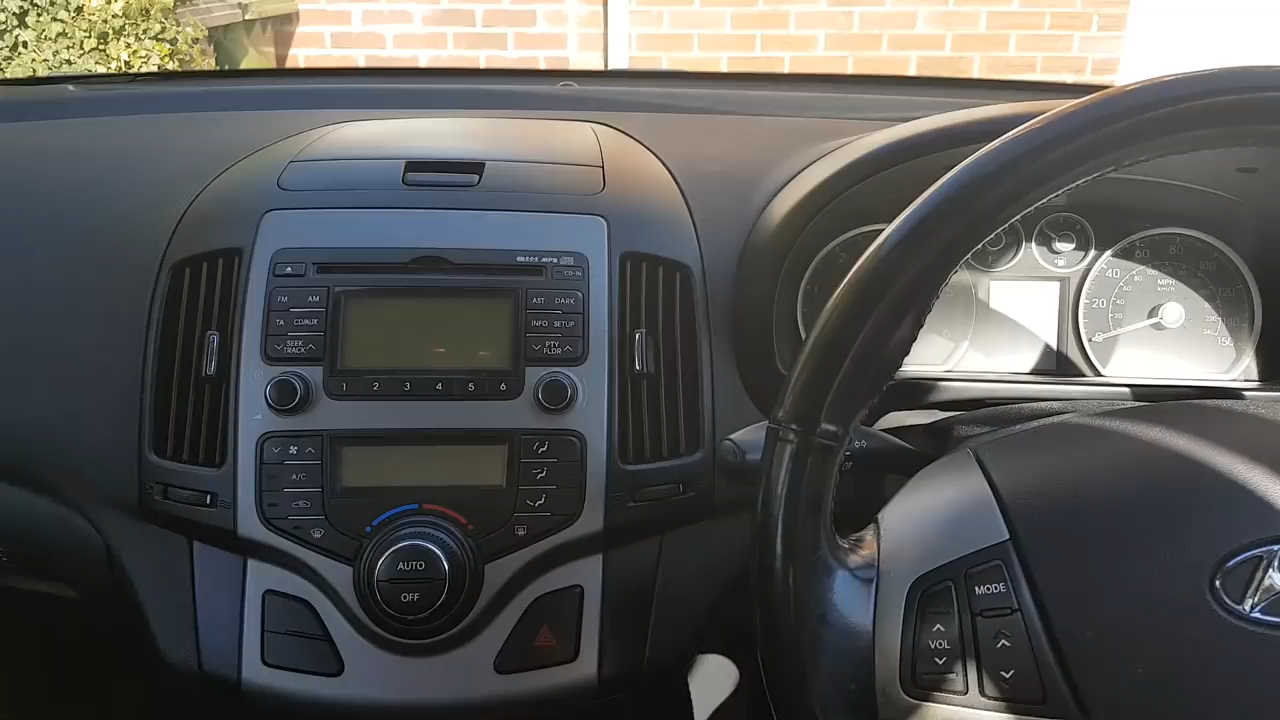 CD-IN
FM AM
TA CD/AUX
SEEK
TRACK
AST DARK
INFO SETUP
PTY
FLDR
1 2 3 4 5 6
A/C
AUTO
OFF
MODE
VOL
MPH
km/h
20
40
60
80
100
120
150